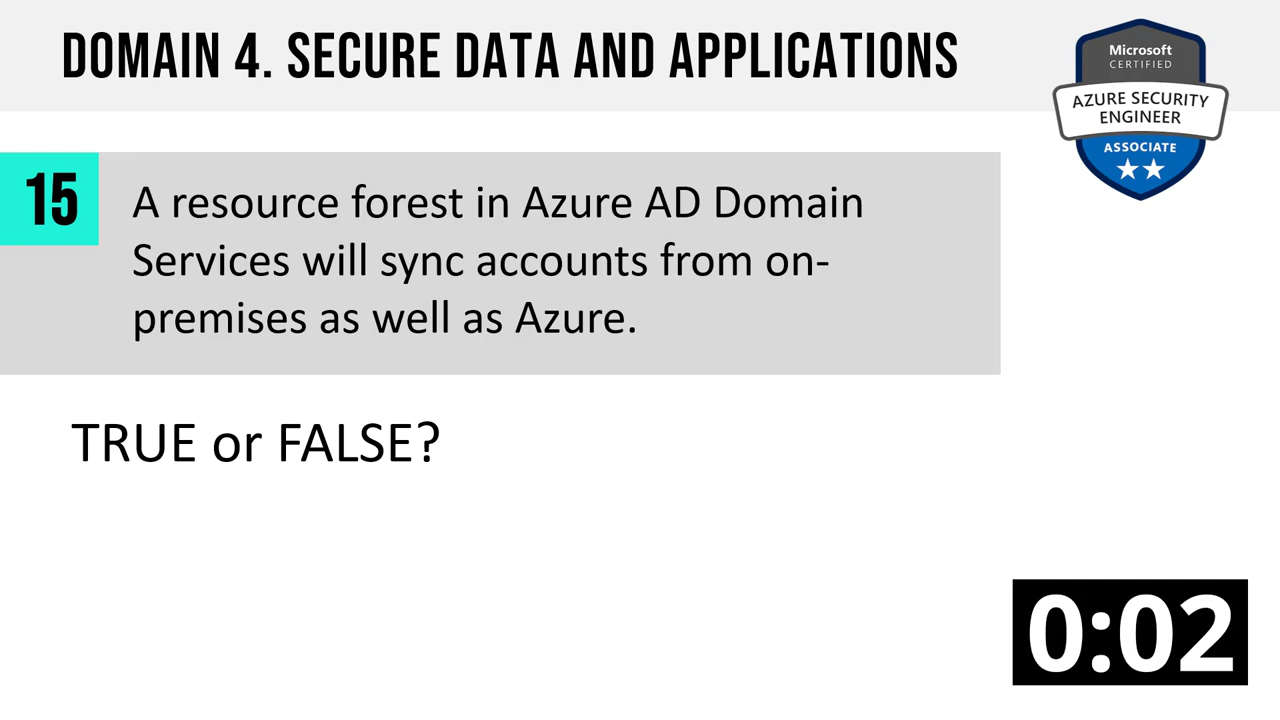 DOMAIN 4. SECURE DATA AND APPLICATIONS
Microsoft
CERTIFIED
AZURE SECURITY
ENGINEER
ASSOCIATE
15
A resource forest in Azure AD Domain
Services will sync accounts from on-
premises as well as Azure.
TRUE or FALSE?
0:02